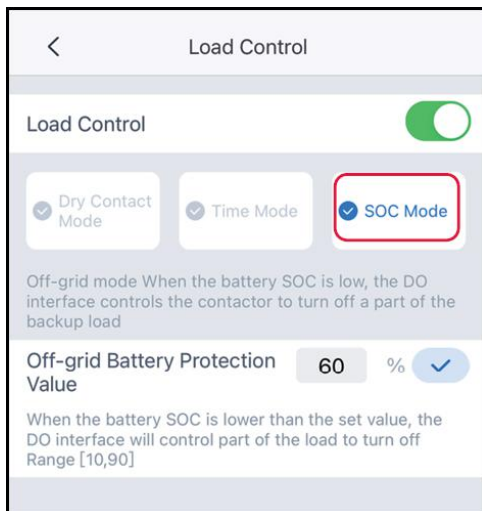 Load Control
Load Control
Dry Contact
Mode
Time Mode
SOC Mode
Off-grid mode When the battery SOC is low, the DO
interface controls the contactor to turn off a part of the
backup load
Off-grid Battery Protection
Value
60 %
When the battery SOC is lower than the set value, the
DO interface will control part of the load to turn off
Range [10,90]